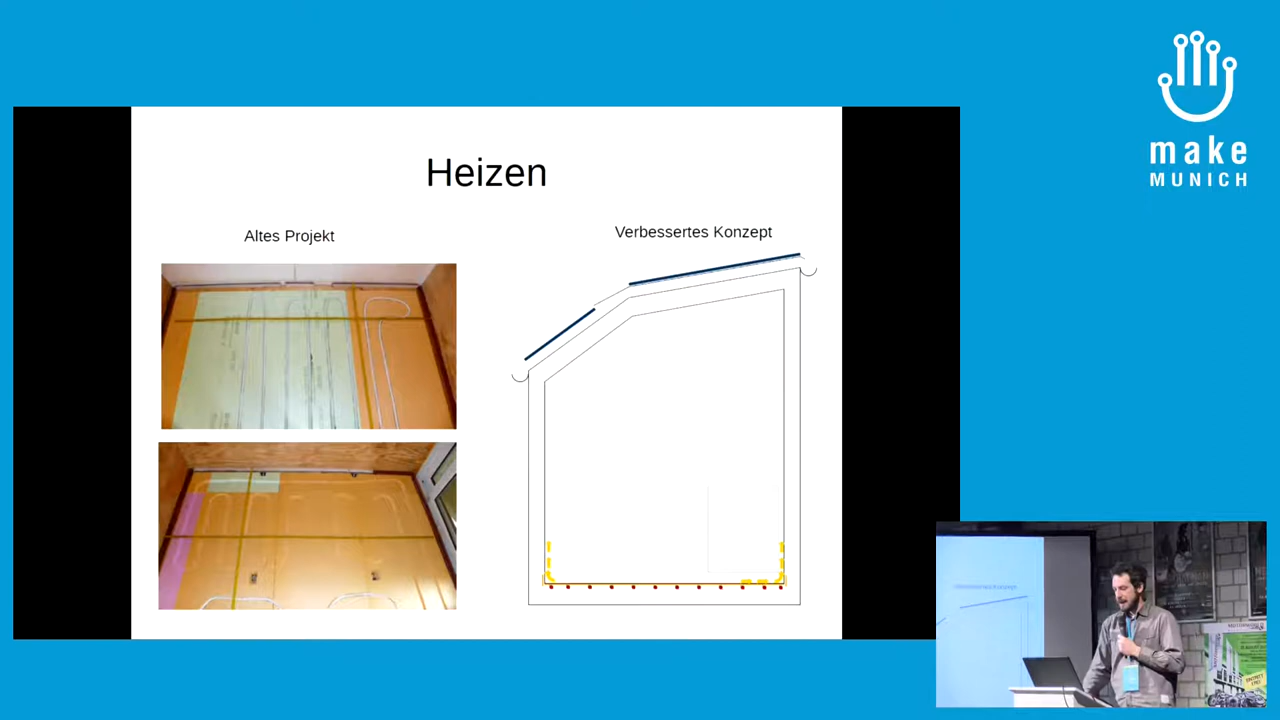 Heizen
Altes Projekt
Verbessertes Konzept
make
MUNICH